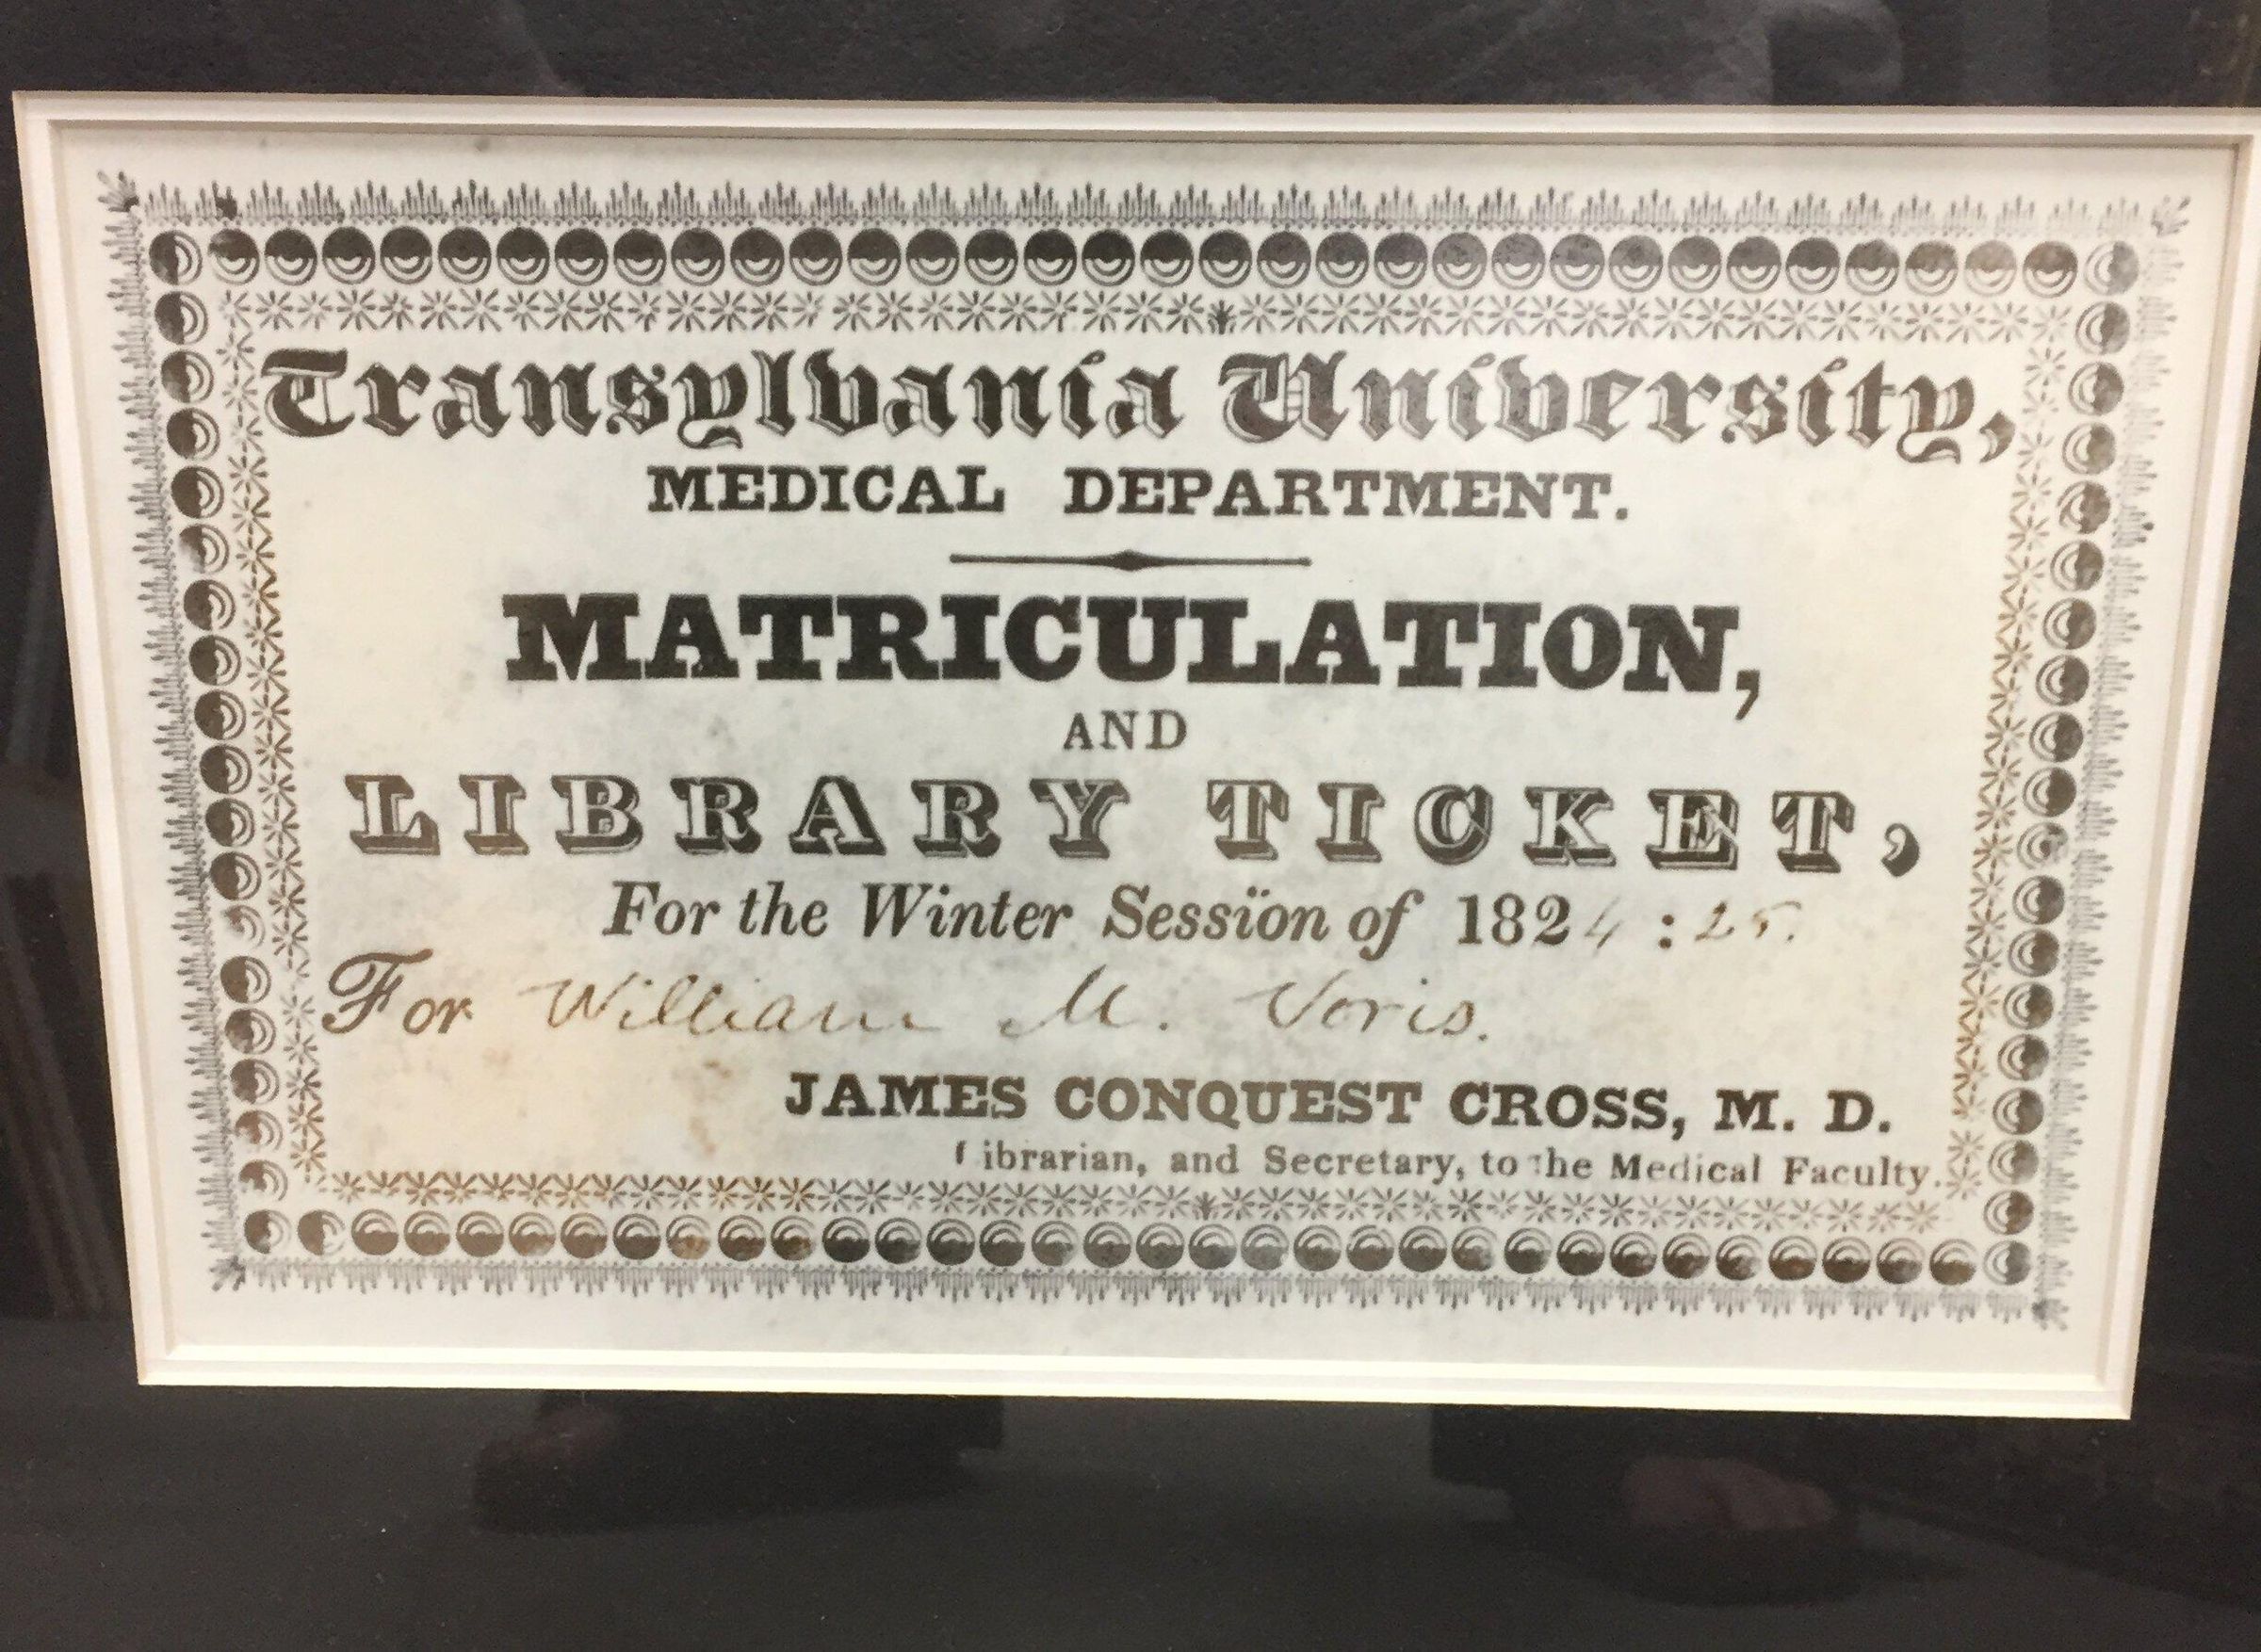 Transylvania University,
MEDICAL DEPARTMENT.
MATRICULATION,
AND
LIBRARY TICKET,
For the Winter Session of 1824 : 25.
For William M. Voris.
JAMES CONQUEST CROSS, M. D.
Librarian, and Secretary, to the Medical Faculty.